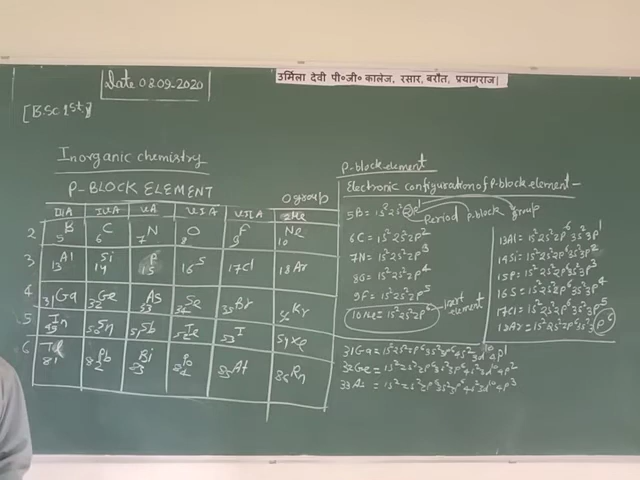 Date 08.09.2020
उर्मिला देवी पी०जी० कालेज, रसार, बरौत, प्रयागराज।
[B.Sc 1st.]
Inorganic chemistry
P-BLOCK ELEMENT
O group
IIIA IVA VA VIA VIIA 2He
2 5B 6C 7N 8O 9F 10Ne
3 13Al 14Si 15P 16S 17Cl 18Ar
4 31Ga 32Ge As 34Se 35Br Kr
5 49In 50Sn 51Sb 52Te 53I 54Xe
6 81 82Pb 83Bi 84Po 85At 86Rn
P-block element
Electronic configuration of P-block element -
5B = 1s²2s²2p¹
Period P-block group
6C = 1s²2s²2p²
7N = 1s²2s²2p³
8O = 1s²2s²2p⁴
9F = 1s²2s²2p⁵
10Ne = 1s²2s²2p⁶ inert element
13Al = 1s²2s²2p⁶3s²3p¹
14Si = 1s²2s²2p⁶3s²3p²
15P = 1s²2s²2p⁶3s²3p³
16S = 1s²2s²2p⁶3s²3p⁴
17Cl = 1s²2s²2p⁶3s²3p⁵
18Ar = 1s²2s²2p⁶3s²3p⁶
31Ga = 1s²2s²2p⁶3s²3p⁶4s²3d¹⁰4p¹
32Ge = 1s²2s²2p⁶3s²3p⁶4s²3d¹⁰4p²
33As = 1s²2s²2p⁶3s²3p⁶4s²3d¹⁰4p³